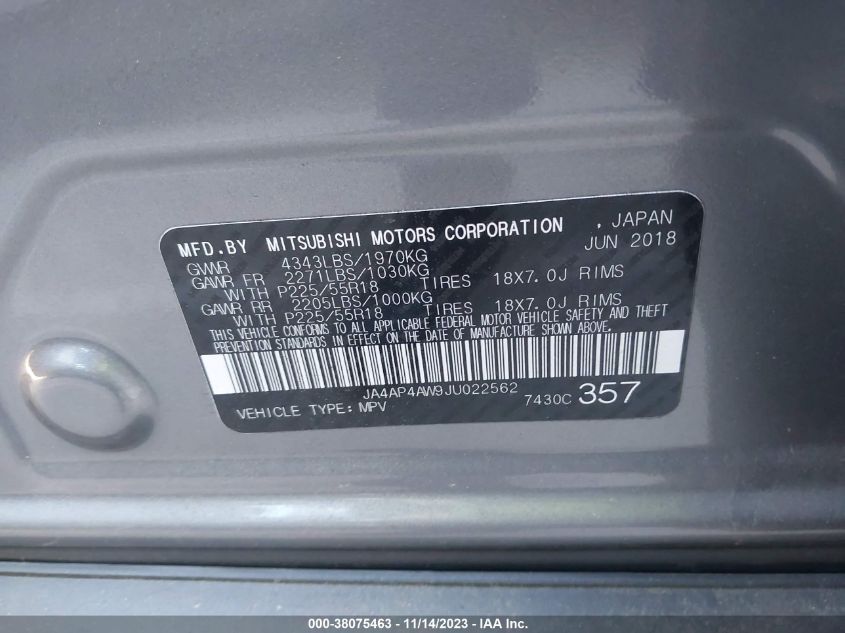 MFD.BY MITSUBISHI MOTORS CORPORATION , JAPAN
JUN 2018
GVWR 4343LBS/1970KG
GAWR FR 2271LBS/1030KG
WITH P225/55R18 TIRES 18X7.0J RIMS
GAWR RR 2205LBS/1000KG
WITH P225/55R18 TIRES 18X7.0J RIMS
THIS VEHICLE CONFORMS TO ALL APPLICABLE FEDERAL MOTOR VEHICLE SAFETY AND THEFT
PREVENTION STANDARDS IN EFFECT ON THE DATE OF MANUFACTURE SHOWN ABOVE.
JA4AP4AW9JU022562
VEHICLE TYPE: MPV 7430C 357
000-38075463 - 11/14/2023 - IAA Inc.